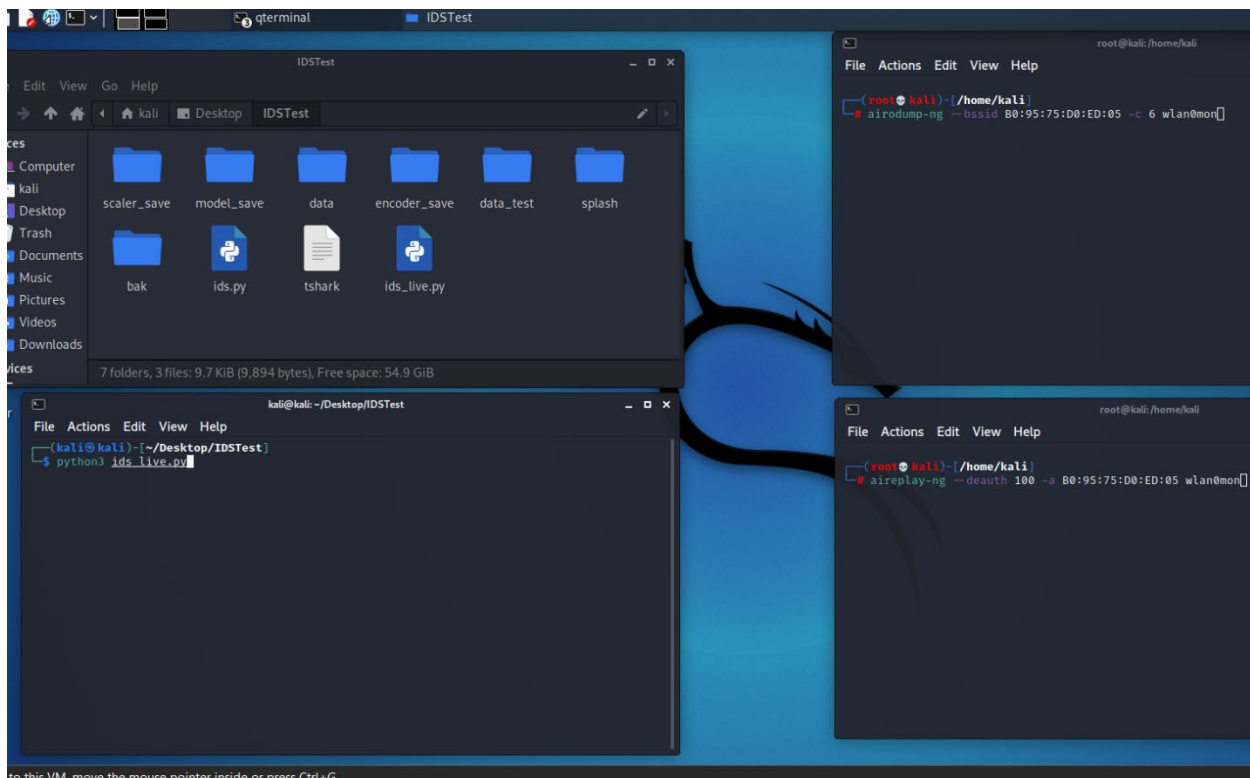 qterminal
IDSTest
IDSTest
Edit View Go Help
kali Desktop IDSTest
Computer
kali
Desktop
Trash
Documents
Music
Pictures
Videos
Downloads
scaler_save model_save data encoder_save data_test splash
bak ids.py tshark ids_live.py
7 folders, 3 files: 9.7 KiB (9,894 bytes), Free space: 54.9 GiB
kali@kali: ~/Desktop/IDSTest
File Actions Edit View Help
(kali㉿kali)-[~/Desktop/IDSTest]
$ python3 ids_live.py
root@kali: /home/kali
File Actions Edit View Help
(root💀kali)-[/home/kali]
# airodump-ng --bssid B0:95:75:D0:ED:05 -c 6 wlan0mon
root@kali: /home/kali
File Actions Edit View Help
(root💀kali)-[/home/kali]
# aireplay-ng --deauth 100 -a B0:95:75:D0:ED:05 wlan0mon
to this VM, move the mouse pointer inside or press Ctrl+G.